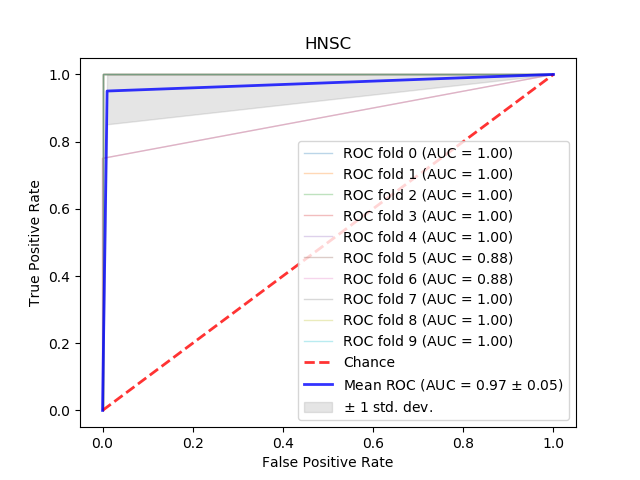 HNSC
True Positive Rate
1.0
0.8
0.6
0.4
0.2
0.0
ROC fold 0 (AUC = 1.00)
ROC fold 1 (AUC = 1.00)
ROC fold 2 (AUC = 1.00)
ROC fold 3 (AUC = 1.00)
ROC fold 4 (AUC = 1.00)
ROC fold 5 (AUC = 0.88)
ROC fold 6 (AUC = 0.88)
ROC fold 7 (AUC = 1.00)
ROC fold 8 (AUC = 1.00)
ROC fold 9 (AUC = 1.00)
Chance
Mean ROC (AUC = 0.97 ± 0.05)
± 1 std. dev.
0.0 0.2 0.4 0.6 0.8 1.0
False Positive Rate